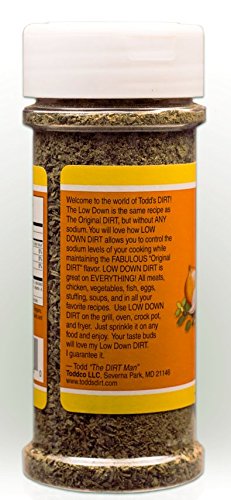 Welcome to the world of Todd's DIRT!
The Low Down is the same recipe as
The Original DIRT, but without ANY
sodium. You will love how LOW
DOWN DIRT allows you to control the
sodium levels of your cooking while
maintaining the FABULOUS "Original
DIRT" flavor. LOW DOWN DIRT is
great on EVERYTHING! All meats,
chicken, vegetables, fish, eggs,
stuffing, soups, and in all your
favorite recipes. Use LOW DOWN
DIRT on the grill, oven, crock pot,
and fryer. Just sprinkle it on any
food and enjoy. Your taste buds
will love my Low Down DIRT.
I guarantee it.
— Todd "The DIRT Man"
Toddco LLC, Severna Park, MD 21146
www.toddsdirt.com